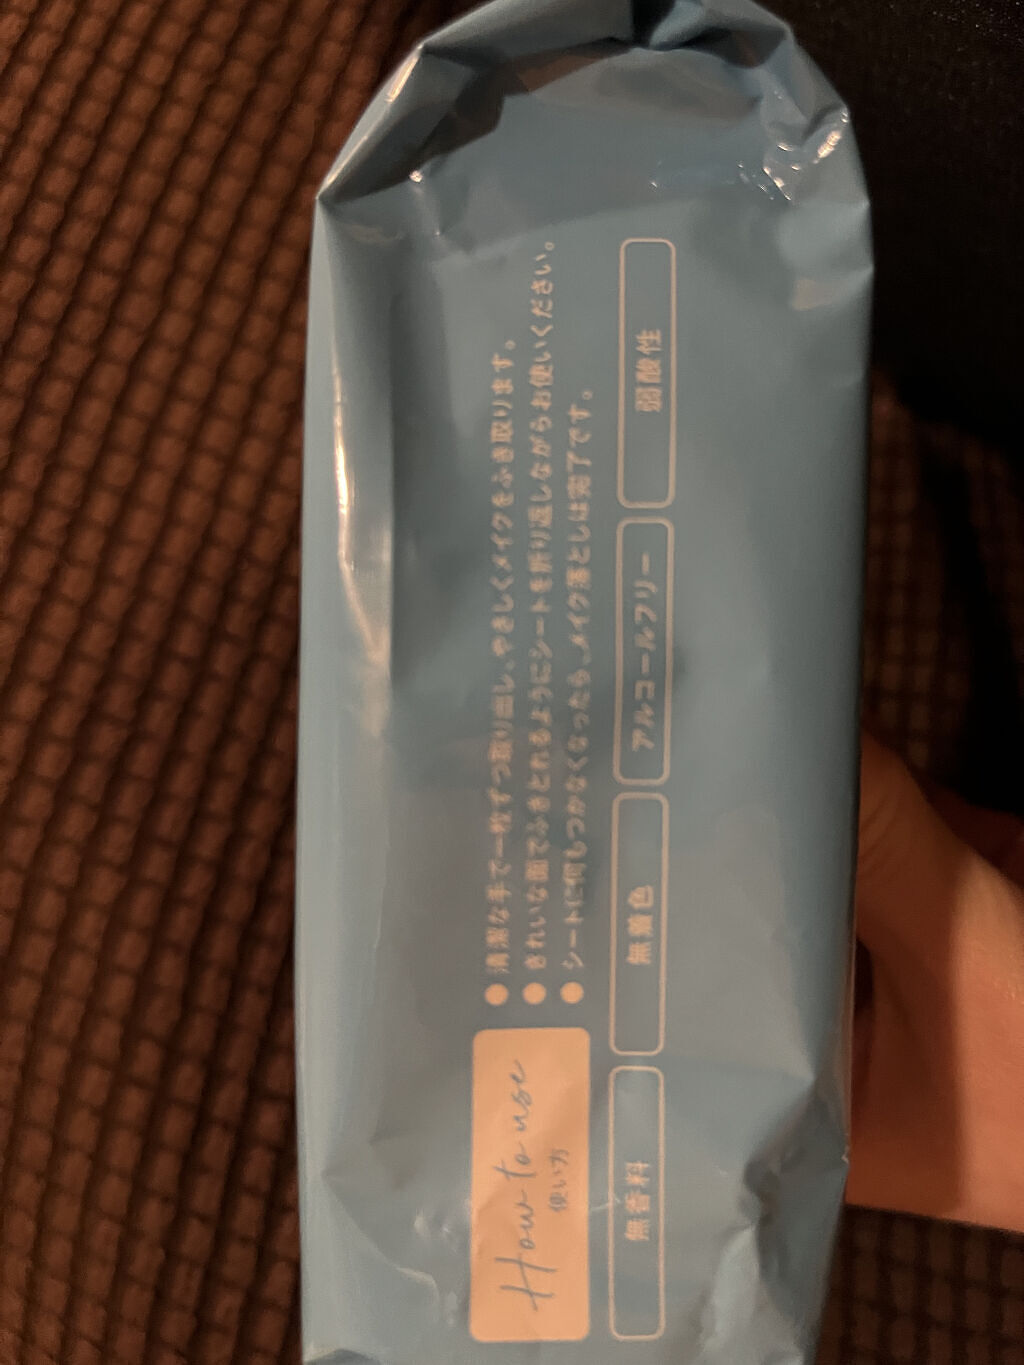 How to use
使い方
●清潔な手で一枚ずつ取り出し、やさしくメイクをふき取ります。
●きれいな面でふきとれるようにシートを折り返しながらお使いください。
●シートに何もつかなくなったら、メイク落としは完了です。
無香料
無着色
アルコールフリー
弱酸性